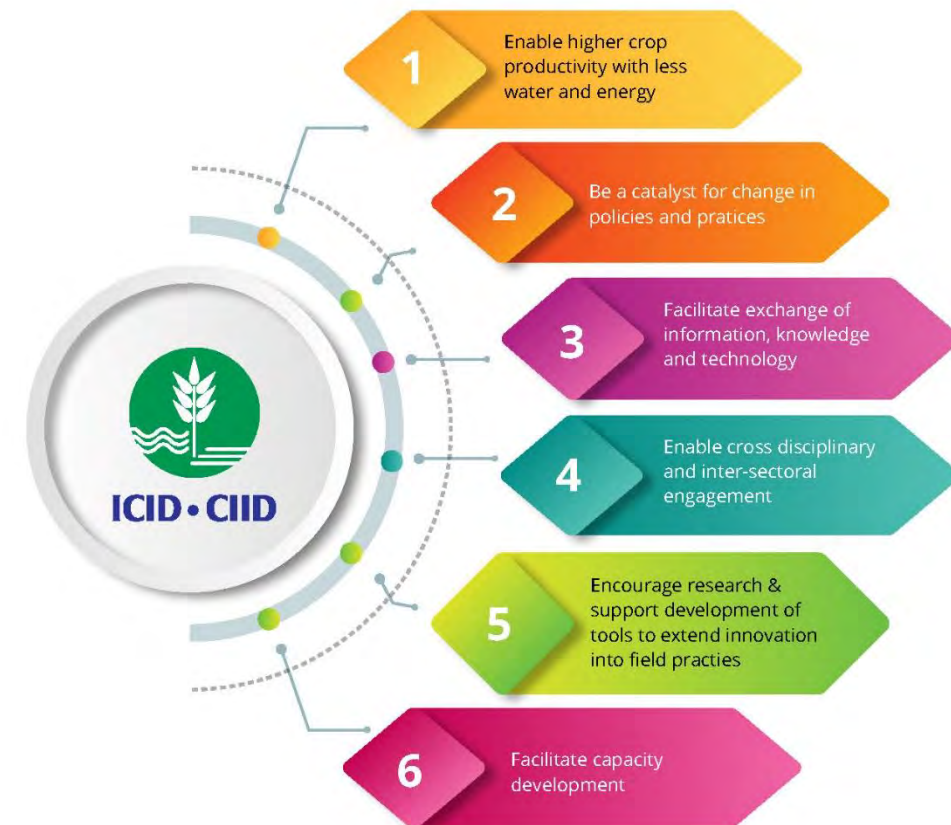 1
Enable higher crop
productivity with less
water and energy
2
Be a catalyst for change in
policies and pratices
3
Facilitate exchange of
information, knowledge
and technology
4
Enable cross disciplinary
and inter-sectoral
engagement
ICID • CIID
5
Encourage research &
support development of
tools to extend innovation
into field practies
6
Facilitate capacity
development